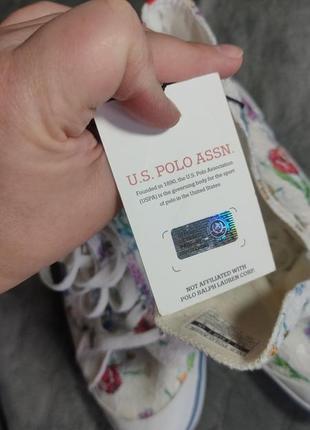 U.S. POLO ASSN.
Founded in 1890, the U.S. Polo Association
(USPA) is the governing body for the sport
of polo in the United States
NOT AFFILIATED WITH
POLO RALPH LAUREN CORP.